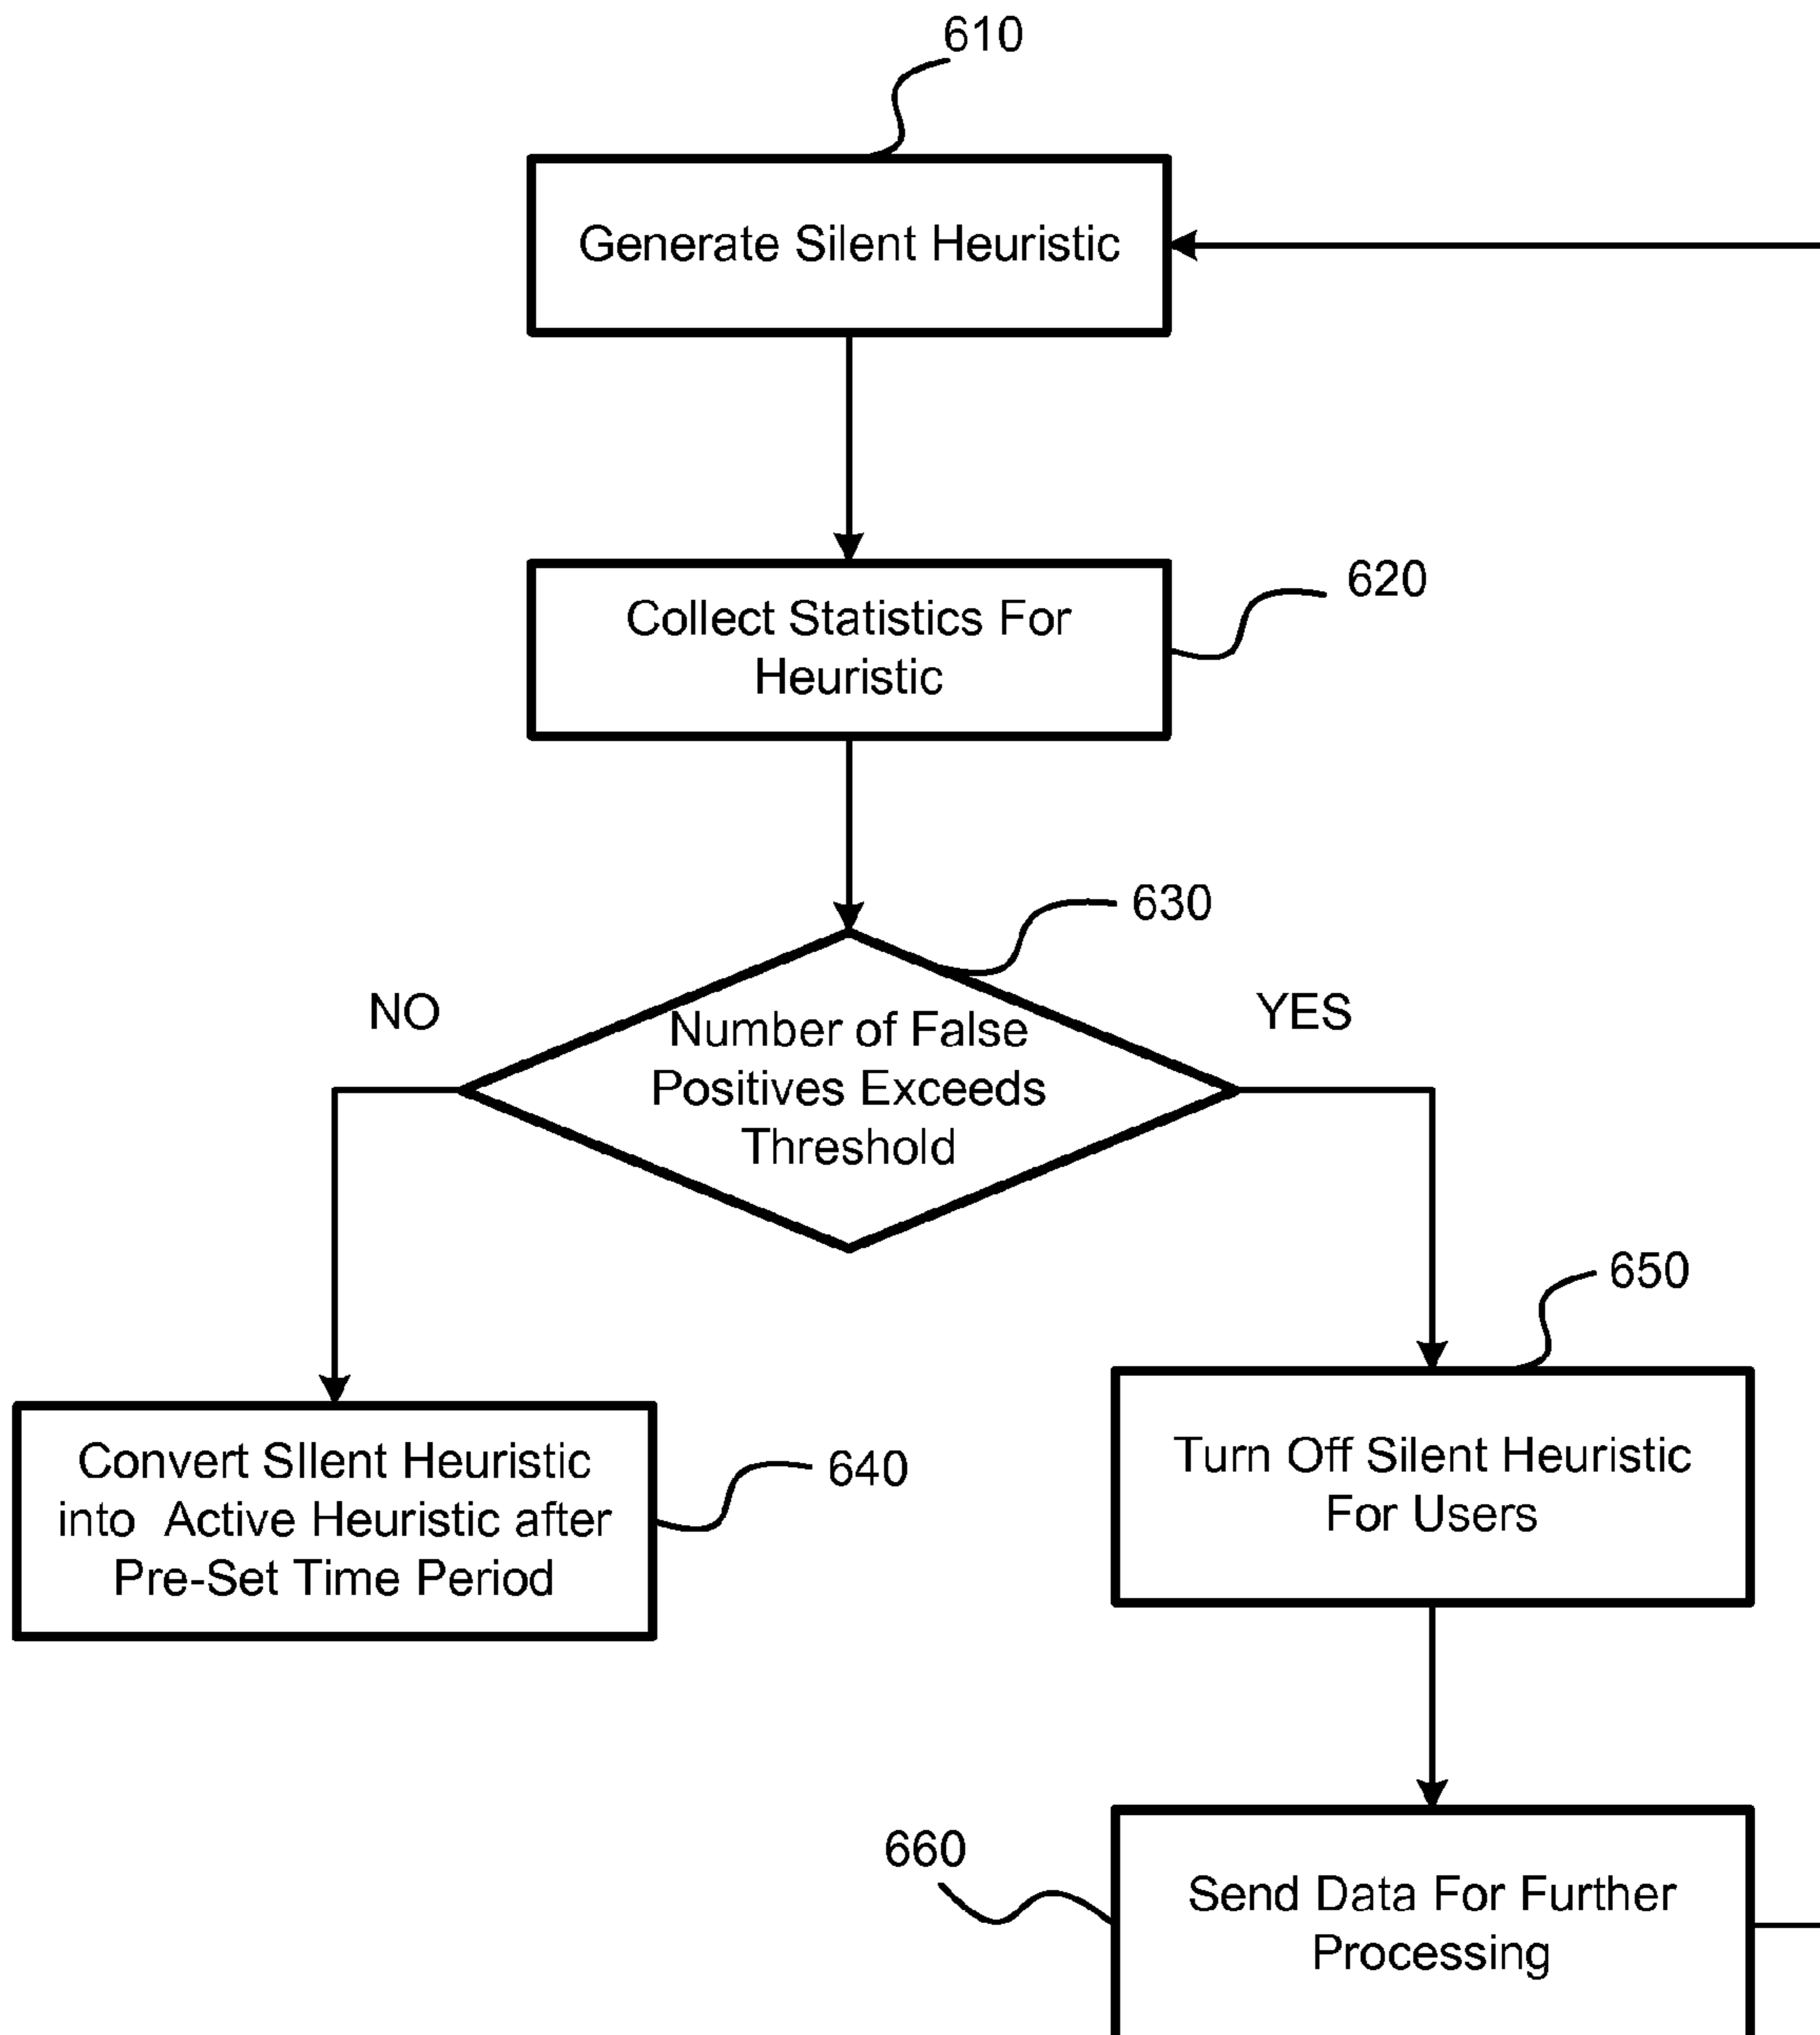 610
Generate Silent Heuristic
620
Collect Statistics For
Heuristic
630
NO
YES
Number of False
Positives Exceeds
Threshold
650
640
Convert SIlent Heuristic
into Active Heuristic after
Pre-Set Time Period
Turn Off Silent Heuristic
For Users
660
Send Data For Further
Processing